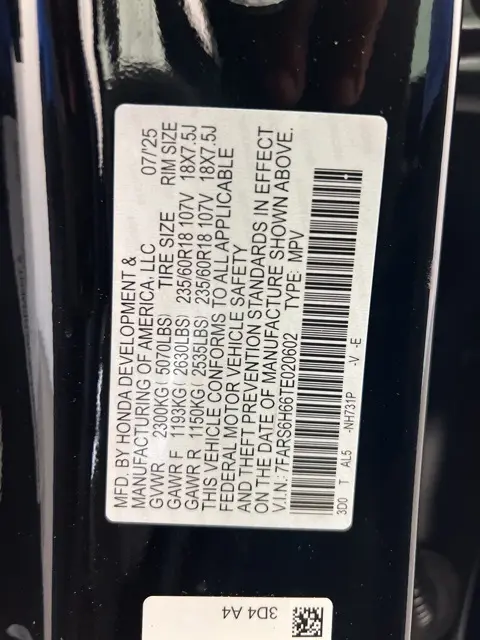 MFD. BY HONDA DEVELOPMENT &
MANUFACTURING OF AMERICA, LLC 07/'25
GVWR 2300KG ( 5070LBS) TIRE SIZE RIM SIZE
GAWR F 1193KG ( 2630LBS) 235/60R18 107V 18X7.5J
GAWR R 1150KG ( 2535LBS) 235/60R18 107V 18X7.5J
THIS VEHICLE CONFORMS TO ALL APPLICABLE
FEDERAL MOTOR VEHICLE SAFETY
AND THEFT PREVENTION STANDARDS IN EFFECT
ON THE DATE OF MANUFACTURE SHOWN ABOVE.
V.I.N.: 7FARS6H66TE020602 TYPE: MPV
3D0 T AL5 -NH731P -V -E
3D4 A4